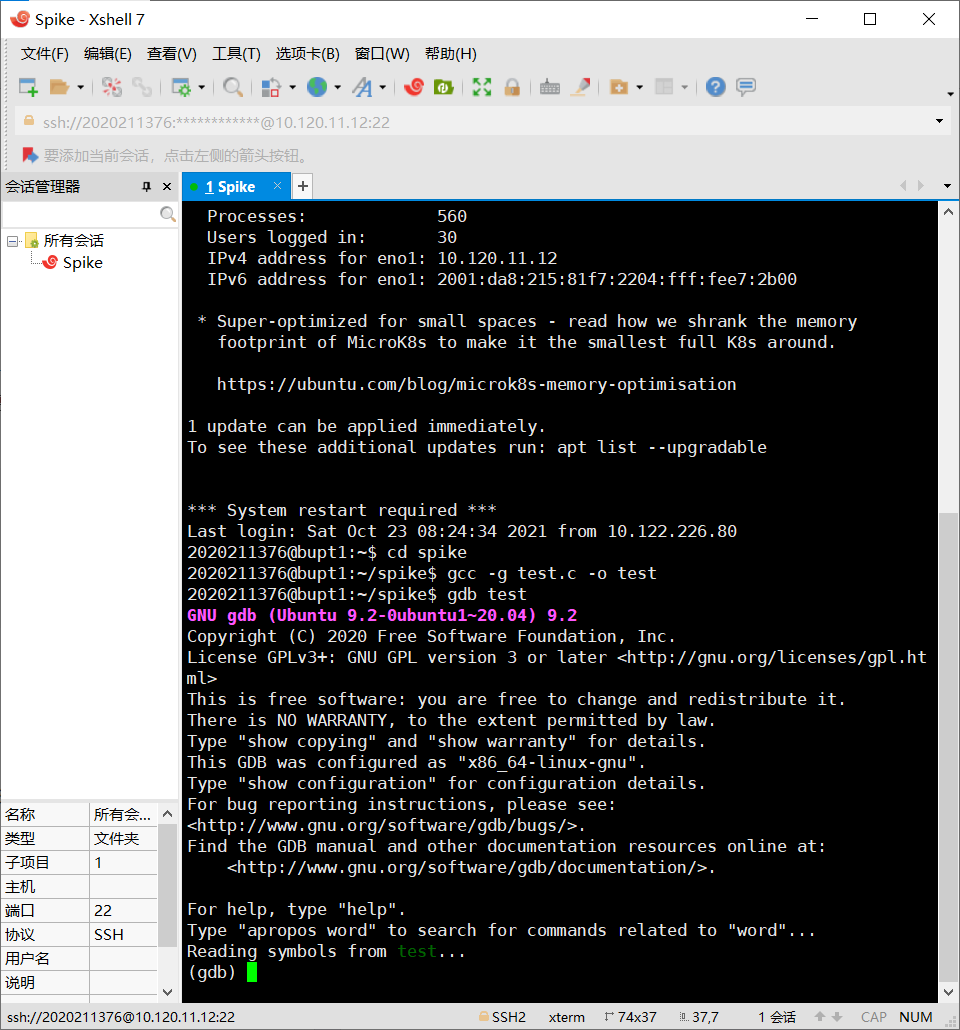 Spike - Xshell 7
文件(F) 编辑(E) 查看(V) 工具(T) 选项卡(B) 窗口(W) 帮助(H)
ssh://2020211376:************@10.120.11.12:22
要添加当前会话，点击左侧的箭头按钮。
会话管理器
所有会话
Spike
名称 所有会...
类型 文件夹
子项目 1
主机
端口 22
协议 SSH
用户名
说明
1 Spike
Processes: 560
Users logged in: 30
IPv4 address for eno1: 10.120.11.12
IPv6 address for eno1: 2001:da8:215:81f7:2204:fff:fee7:2b00
* Super-optimized for small spaces - read how we shrank the memory
footprint of MicroK8s to make it the smallest full K8s around.
https://ubuntu.com/blog/microk8s-memory-optimisation
1 update can be applied immediately.
To see these additional updates run: apt list --upgradable
*** System restart required ***
Last login: Sat Oct 23 08:24:34 2021 from 10.122.226.80
2020211376@bupt1:~$ cd spike
2020211376@bupt1:~/spike$ gcc -g test.c -o test
2020211376@bupt1:~/spike$ gdb test
GNU gdb (Ubuntu 9.2-0ubuntu1~20.04) 9.2
Copyright (C) 2020 Free Software Foundation, Inc.
License GPLv3+: GNU GPL version 3 or later <http://gnu.org/licenses/gpl.ht
ml>
This is free software: you are free to change and redistribute it.
There is NO WARRANTY, to the extent permitted by law.
Type "show copying" and "show warranty" for details.
This GDB was configured as "x86_64-linux-gnu".
Type "show configuration" for configuration details.
For bug reporting instructions, please see:
<http://www.gnu.org/software/gdb/bugs/>.
Find the GDB manual and other documentation resources online at:
<http://www.gnu.org/software/gdb/documentation/>.
For help, type "help".
Type "apropos word" to search for commands related to "word"...
Reading symbols from test...
(gdb)
ssh://2020211376@10.120.11.12:22 SSH2 xterm 74x37 37,7 1 会话 CAP NUM